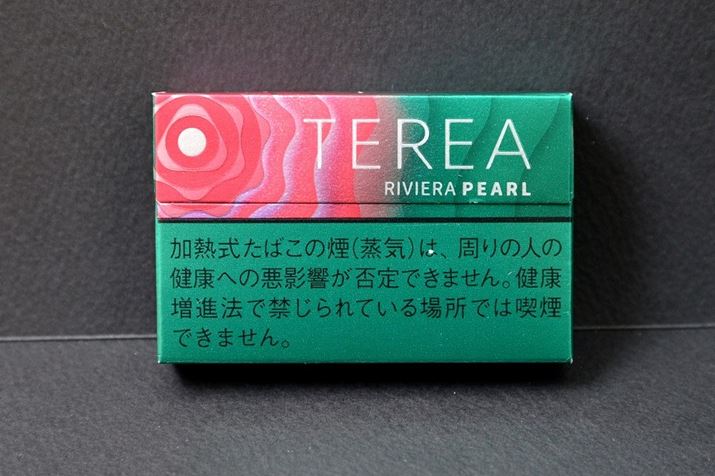 TEREA
RIVIERA PEARL
加熱式たばこの煙(蒸気)は、周りの人の
健康への悪影響が否定できません。健康
増進法で禁じられている場所では喫煙
できません。